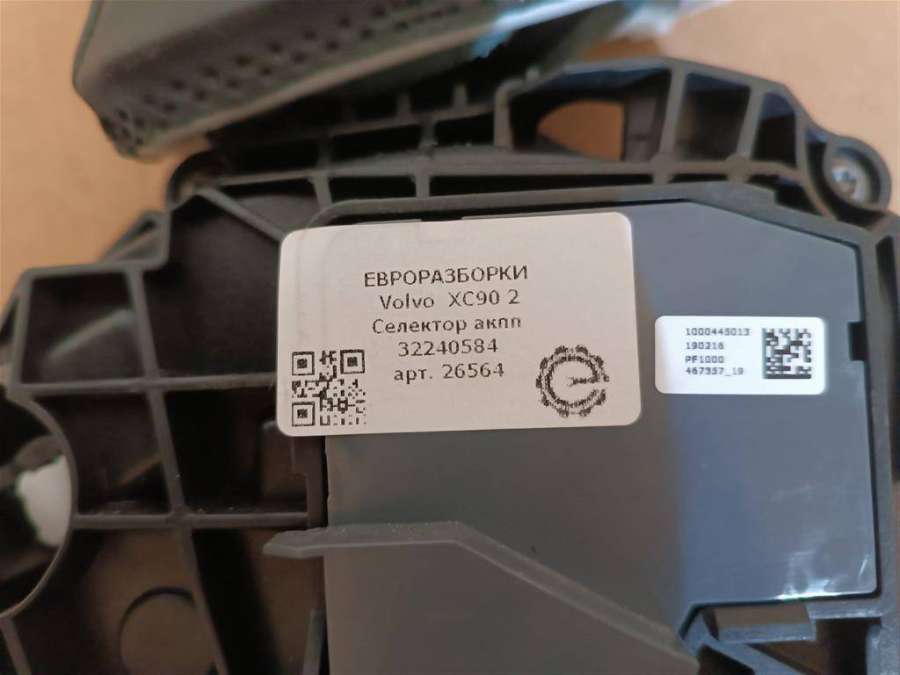 ЕВРОРАЗБОРКИ
Volvo XC90 2
Селектор акпп
32240584
арт. 26564
1000445013
190216
PF1000
467357_19